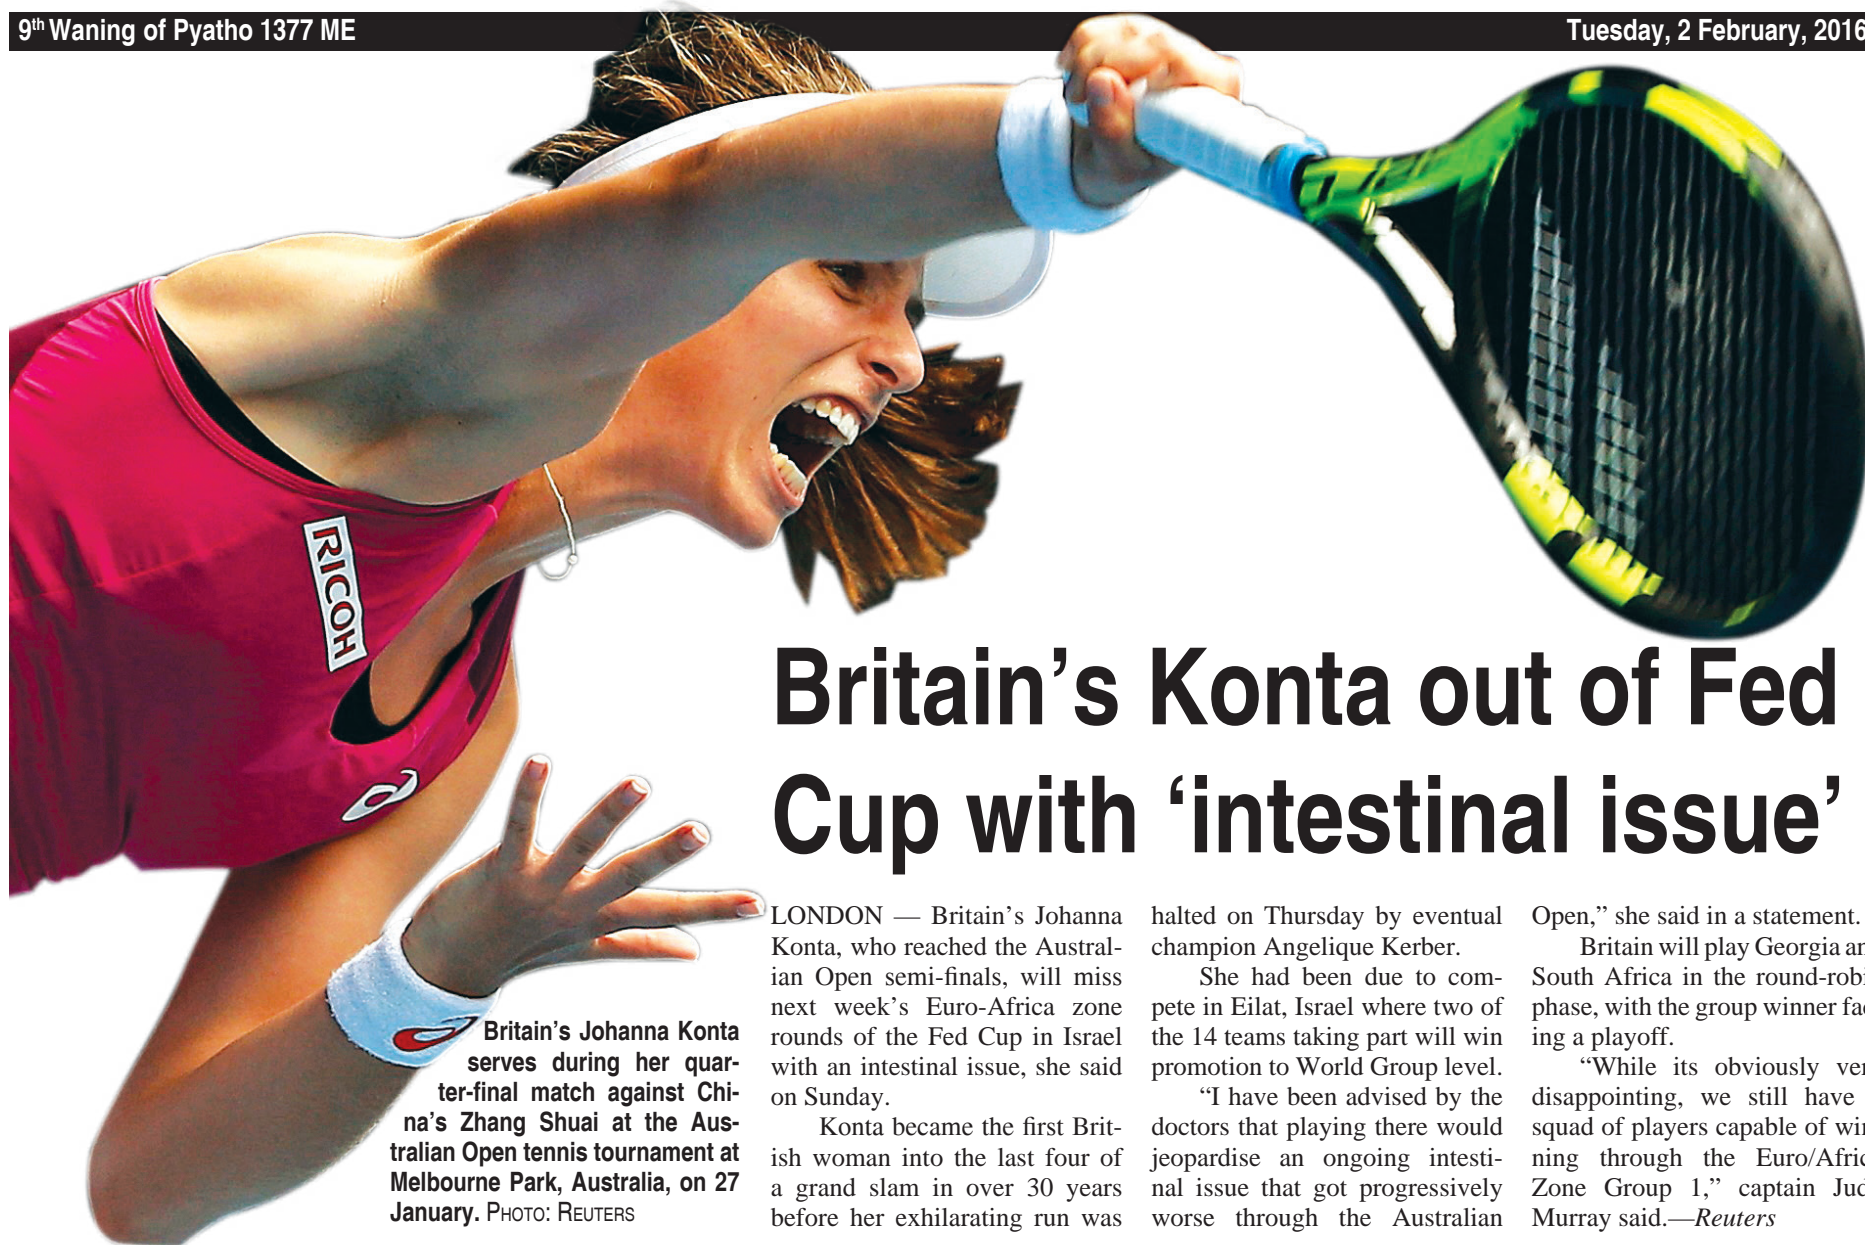 9th Waning of Pyatho 1377 ME
Tuesday, 2 February, 2016
RICOH
Britain’s Konta out of Fed
Cup with ‘intestinal issue’
Britain’s Johanna Konta
serves during her quar-
ter-final match against Chi-
na’s Zhang Shuai at the Aus-
tralian Open tennis tournament at
Melbourne Park, Australia, on 27
January. PHOTO: REUTERS
LONDON — Britain’s Johanna
Konta, who reached the Austral-
ian Open semi-finals, will miss
next week’s Euro-Africa zone
rounds of the Fed Cup in Israel
with an intestinal issue, she said
on Sunday.
Konta became the first Brit-
ish woman into the last four of
a grand slam in over 30 years
before her exhilarating run was
halted on Thursday by eventual
champion Angelique Kerber.
She had been due to com-
pete in Eilat, Israel where two of
the 14 teams taking part will win
promotion to World Group level.
“I have been advised by the
doctors that playing there would
jeopardise an ongoing intesti-
nal issue that got progressively
worse through the Australian
Open,” she said in a statement.
Britain will play Georgia an
South Africa in the round-robi
phase, with the group winner fac
ing a playoff.
“While its obviously ver
disappointing, we still have
squad of players capable of win
ning through the Euro/Afric
Zone Group 1,” captain Jud
Murray said.—Reuters